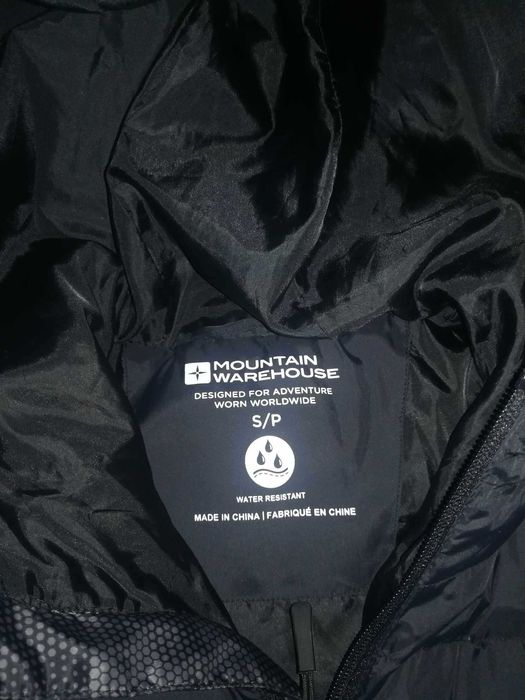 MOUNTAIN
WAREHOUSE
DESIGNED FOR ADVENTURE
WORN WORLDWIDE
S/P
WATER RESISTANT
MADE IN CHINA | FABRIQUÉ EN CHINE